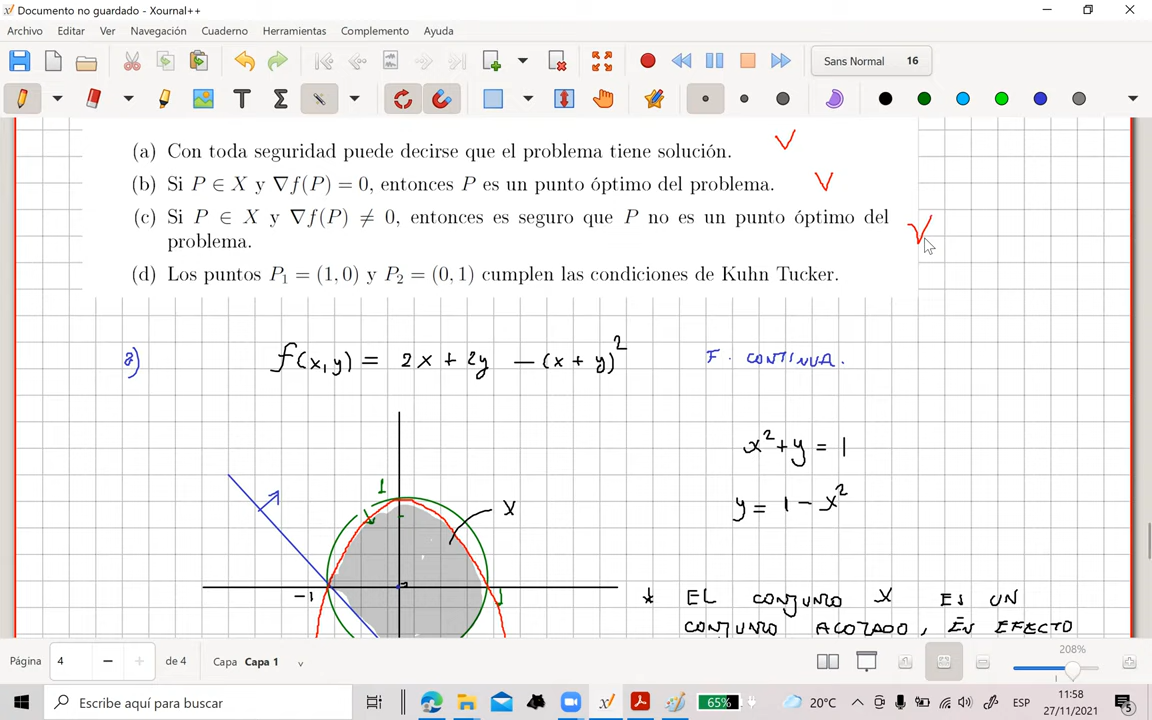 Documento no guardado - Xournal++
Archivo Editar Ver Navegación Cuaderno Herramientas Complemento Ayuda
Sans Normal 16
(a) Con toda seguridad puede decirse que el problema tiene solución. V
(b) Si P ∈ X y ∇f(P) = 0, entonces P es un punto óptimo del problema. V
(c) Si P ∈ X y ∇f(P) ≠ 0, entonces es seguro que P no es un punto óptimo del
problema. V
(d) Los puntos P₁ = (1, 0) y P₂ = (0, 1) cumplen las condiciones de Kuhn Tucker.
f(x,y) = 2x + 2y - (x + y)² F. CONTINUA.
x² + y = 1
y = 1 - x²
1
X
-1
1
* EL CONJUNTO X ES UN
CONJUNTO ACOTADO, EN EFECTO
Página 4 de 4 Capa Capa 1 208%
Escribe aquí para buscar 65% 20°C ESP 11:58
27/11/2021 5